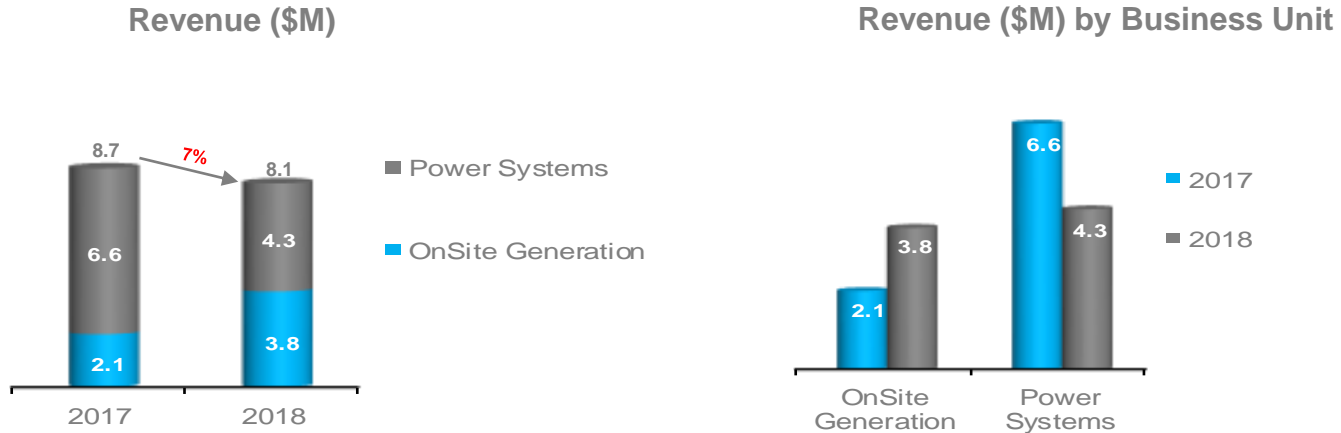 Revenue ($M)
8.7
7%
8.1
6.6
4.3
2.1
3.8
2017
2018
Power Systems
OnSite Generation
Revenue ($M) by Business Unit
2.1
3.8
6.6
4.3
OnSite
Generation
Power
Systems
2017
2018